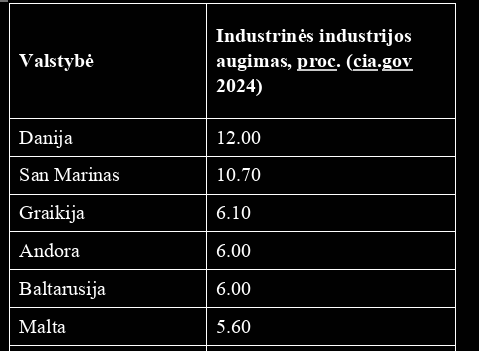 Valstybė
Industrinės industrijos
augimas, proc. (cia.gov
2024)
Danija
12.00
San Marinas
10.70
Graikija
6.10
Andora
6.00
Baltarusija
6.00
Malta
5.60